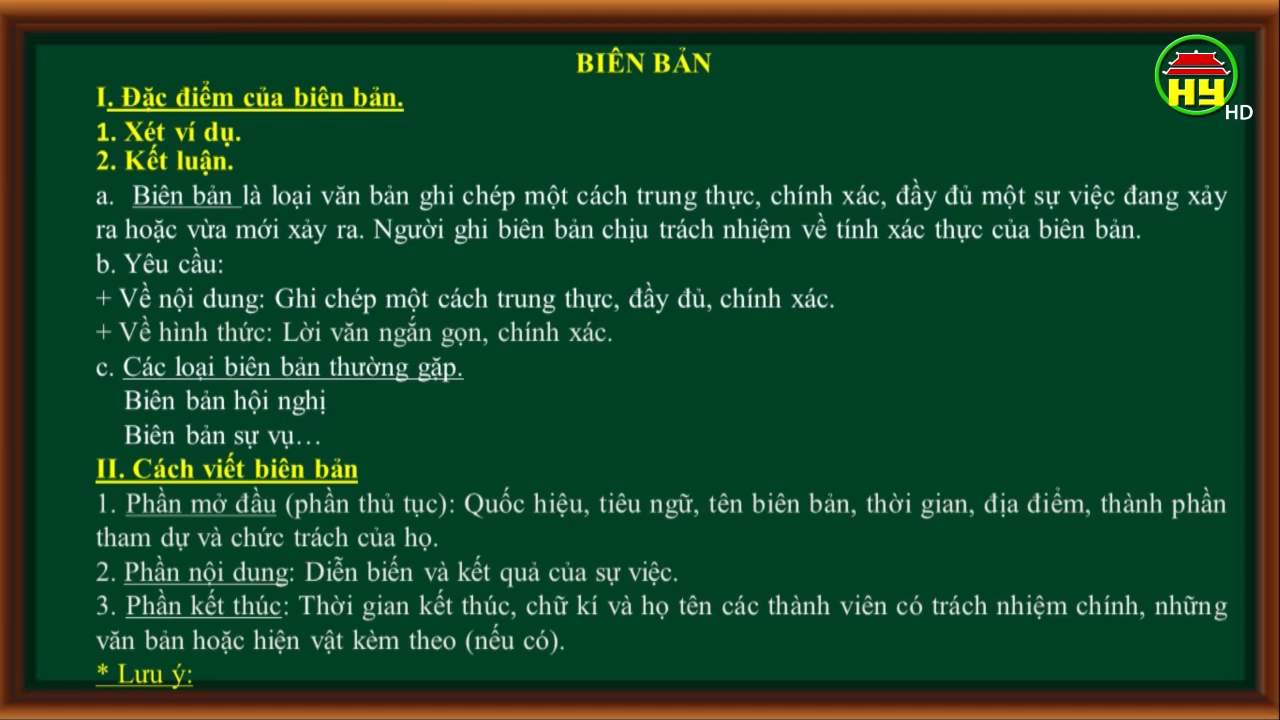 BIÊN BẢN
HY
HD
I. Đặc điểm của biên bản.
1. Xét ví dụ.
2. Kết luận.
a. Biên bản là loại văn bản ghi chép một cách trung thực, chính xác, đầy đủ một sự việc đang xảy
ra hoặc vừa mới xảy ra. Người ghi biên bản chịu trách nhiệm về tính xác thực của biên bản.
b. Yêu cầu:
+ Về nội dung: Ghi chép một cách trung thực, đầy đủ, chính xác.
+ Về hình thức: Lời văn ngắn gọn, chính xác.
c. Các loại biên bản thường gặp.
Biên bản hội nghị
Biên bản sự vụ…
II. Cách viết biên bản
1. Phần mở đầu (phần thủ tục): Quốc hiệu, tiêu ngữ, tên biên bản, thời gian, địa điểm, thành phần
tham dự và chức trách của họ.
2. Phần nội dung: Diễn biến và kết quả của sự việc.
3. Phần kết thúc: Thời gian kết thúc, chữ kí và họ tên các thành viên có trách nhiệm chính, những
văn bản hoặc hiện vật kèm theo (nếu có).
* Lưu ý: